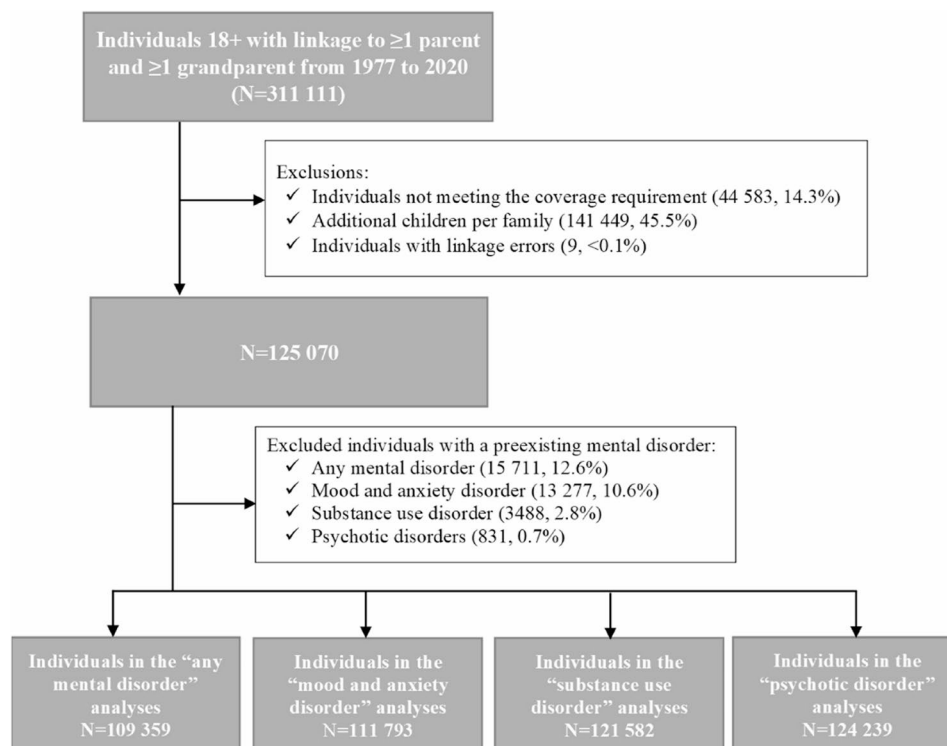 Individuals 18+ with linkage to ≥1 parent
and ≥1 grandparent from 1977 to 2020
(N=311 111)
Exclusions:
✓ Individuals not meeting the coverage requirement (44 583, 14.3%)
✓ Additional children per family (141 449, 45.5%)
✓ Individuals with linkage errors (9, <0.1%)
N=125 070
Excluded individuals with a preexisting mental disorder:
✓ Any mental disorder (15 711, 12.6%)
✓ Mood and anxiety disorder (13 277, 10.6%)
✓ Substance use disorder (3488, 2.8%)
✓ Psychotic disorders (831, 0.7%)
Individuals in the “any
mental disorder”
analyses
N=109 359
Individuals in the
“mood and anxiety
disorder” analyses
N=111 793
Individuals in the
“substance use
disorder” analyses
N=121 582
Individuals in the
“psychotic disorder”
analyses
N=124 239